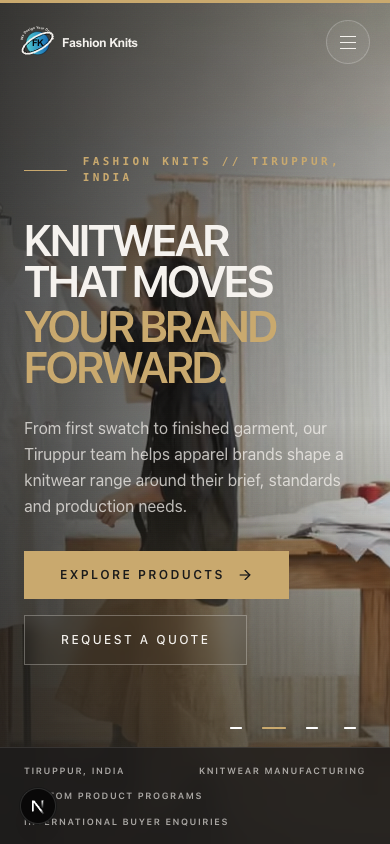 FK
Fashion Knits
FASHION KNITS // TIRUPPUR,
INDIA
KNITWEAR
THAT MOVES
YOUR BRAND
FORWARD.
From first swatch to finished garment, our
Tiruppur team helps apparel brands shape a
knitwear range around their brief, standards
and production needs.
EXPLORE PRODUCTS →
REQUEST A QUOTE
TIRUPPUR, INDIA
KNITWEAR MANUFACTURING
PRODUCT PROGRAMS
N
BUYER ENQUIRIES